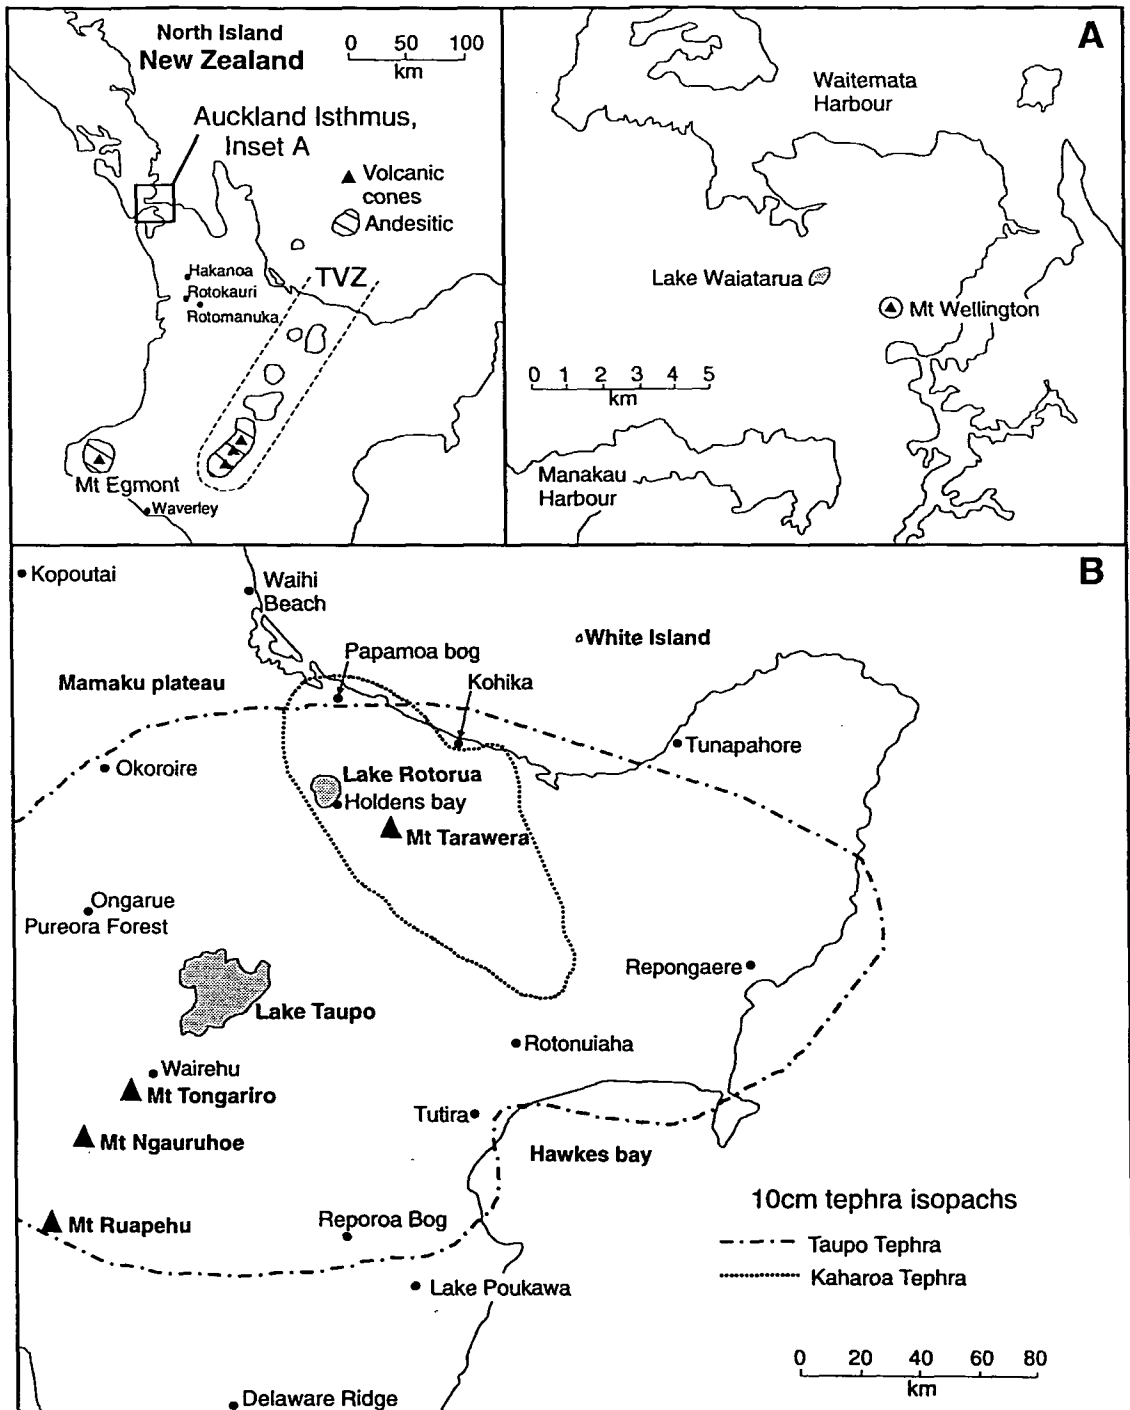 North Island
New Zealand
0 50 100
km
Auckland Isthmus,
Inset A
Volcanic
cones
Andesitic
Hakanoa
Rotokauri
Rotomanuka
TVZ
Mt Egmont
Waverley
A
Waitemata
Harbour
Lake Waiatarua
Mt Wellington
0 1 2 3 4 5
km
Manakau
Harbour
B
Kopoutai
Waihi
Beach
White Island
Papamoa bog
Kohika
Mamaku plateau
Tunapahore
Okoroire
Lake Rotorua
Holdens bay
Mt Tarawera
Ongarue
Pureora Forest
Repongaere
Lake Taupo
Rotonuiaha
Wairehu
Mt Tongariro
Tutira
Mt Ngauruhoe
Hawkes bay
10cm tephra isopachs
Mt Ruapehu
Reporoa Bog
Taupo Tephra
Kaharoa Tephra
Lake Poukawa
0 20 40 60 80
km
Delaware Ridge